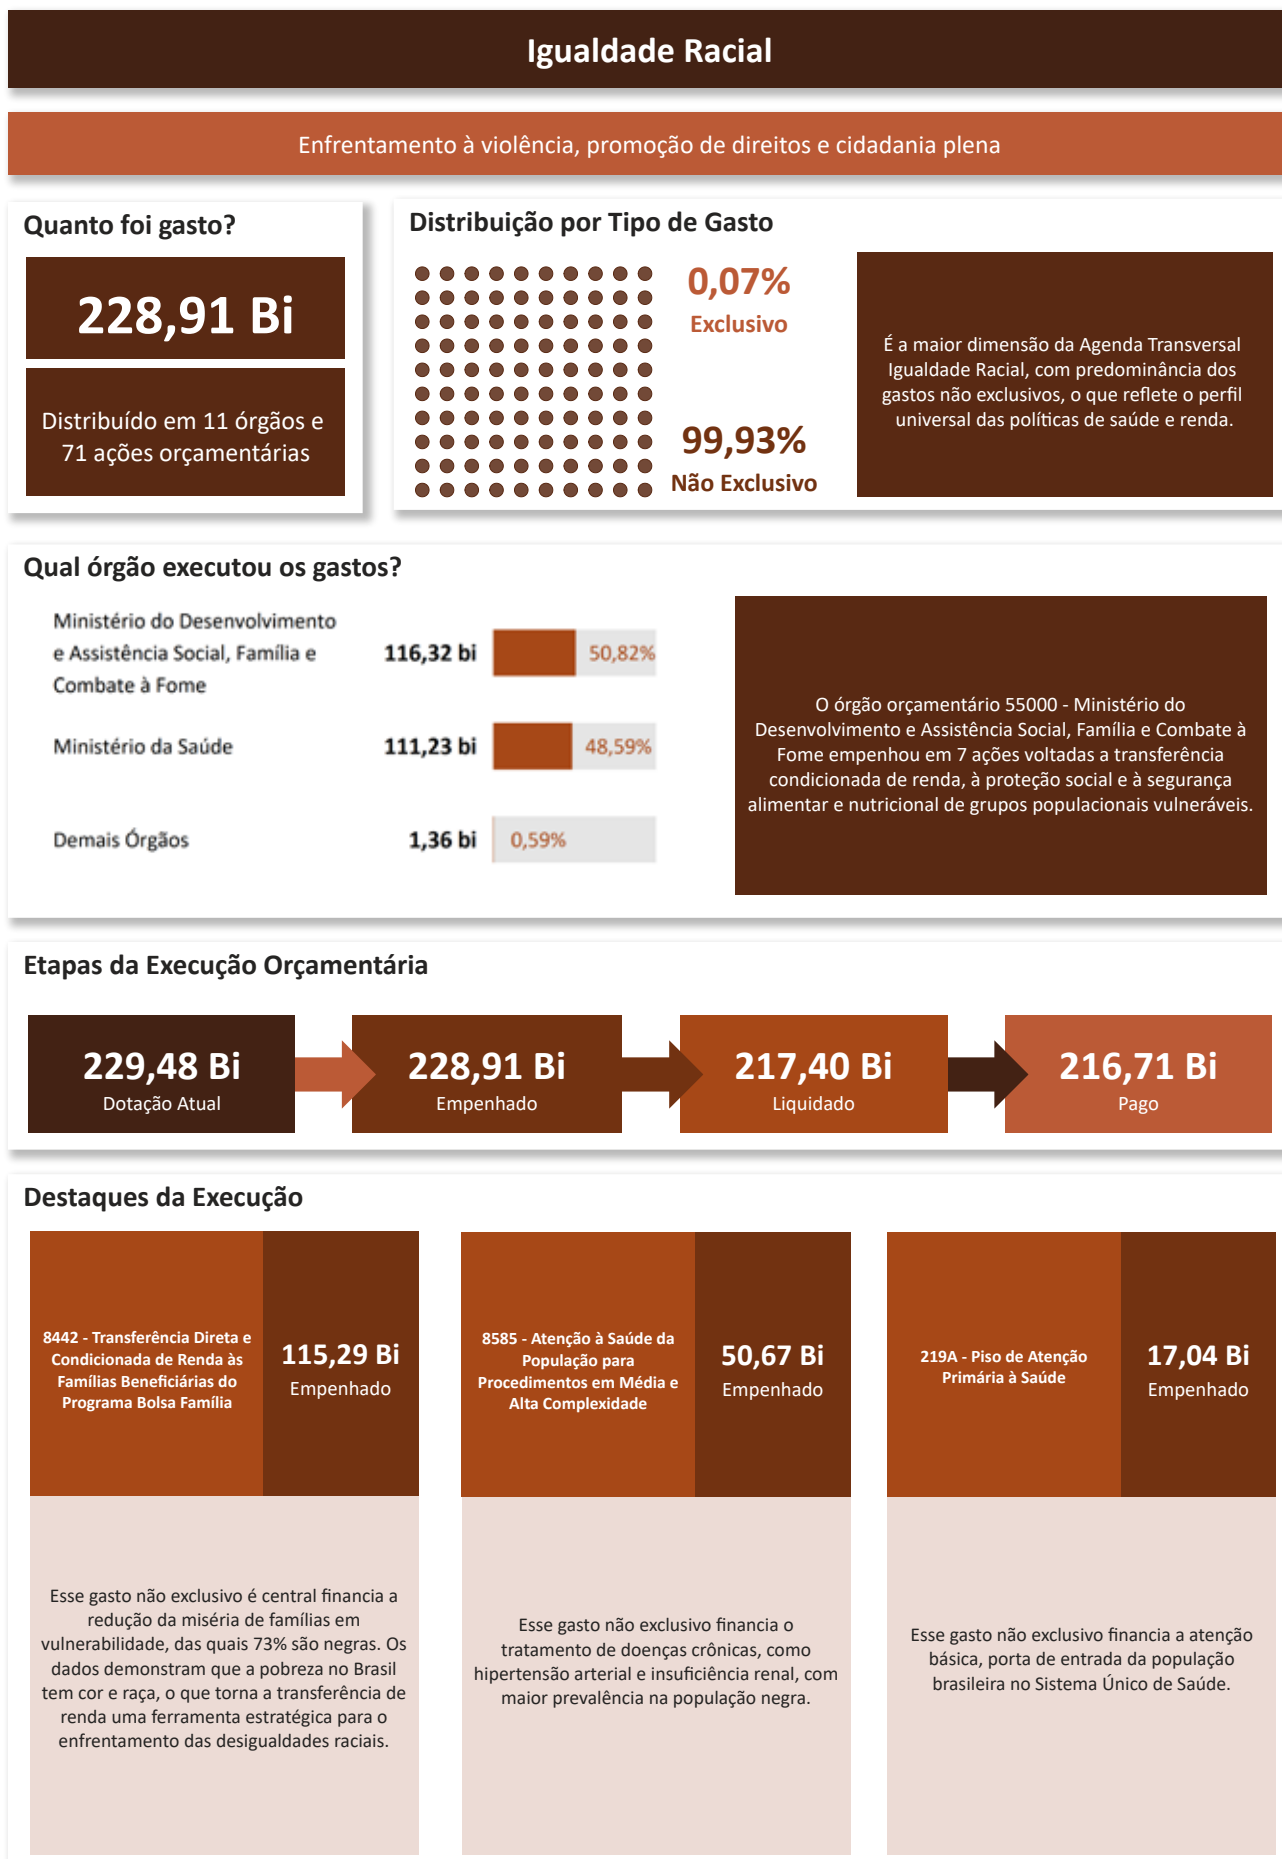 Igualdade Racial
Enfrentamento à violência, promoção de direitos e cidadania plena
Quanto foi gasto?
228,91 Bi
Distribuído em 11 órgãos e
71 ações orçamentárias
Distribuição por Tipo de Gasto
0,07%
Exclusivo
99,93%
Não Exclusivo
É a maior dimensão da Agenda Transversal
Igualdade Racial, com predominância dos
gastos não exclusivos, o que reflete o perfil
universal das políticas de saúde e renda.
Qual órgão executou os gastos?
Ministério do Desenvolvimento
e Assistência Social, Família e
Combate à Fome
116,32 bi
50,82%
Ministério da Saúde
111,23 bi
48,59%
Demais Órgãos
1,36 bi
0,59%
O órgão orçamentário 55000 - Ministério do
Desenvolvimento e Assistência Social, Família e Combate à
Fome empenhou em 7 ações voltadas a transferência
condicionada de renda, à proteção social e à segurança
alimentar e nutricional de grupos populacionais vulneráveis.
Etapas da Execução Orçamentária
229,48 Bi
Dotação Atual
228,91 Bi
Empenhado
217,40 Bi
Liquidado
216,71 Bi
Pago
Destaques da Execução
8442 - Transferência Direta e
Condicionada de Renda às
Famílias Beneficiárias do
Programa Bolsa Família
115,29 Bi
Empenhado
Esse gasto não exclusivo é central financia a
redução da miséria de famílias em
vulnerabilidade, das quais 73% são negras. Os
dados demonstram que a pobreza no Brasil
tem cor e raça, o que torna a transferência de
renda uma ferramenta estratégica para o
enfrentamento das desigualdades raciais.
8585 - Atenção à Saúde da
População para
Procedimentos em Média e
Alta Complexidade
50,67 Bi
Empenhado
Esse gasto não exclusivo financia o
tratamento de doenças crônicas, como
hipertensão arterial e insuficiência renal, com
maior prevalência na população negra.
219A - Piso de Atenção
Primária à Saúde
17,04 Bi
Empenhado
Esse gasto não exclusivo financia a atenção
básica, porta de entrada da população
brasileira no Sistema Único de Saúde.